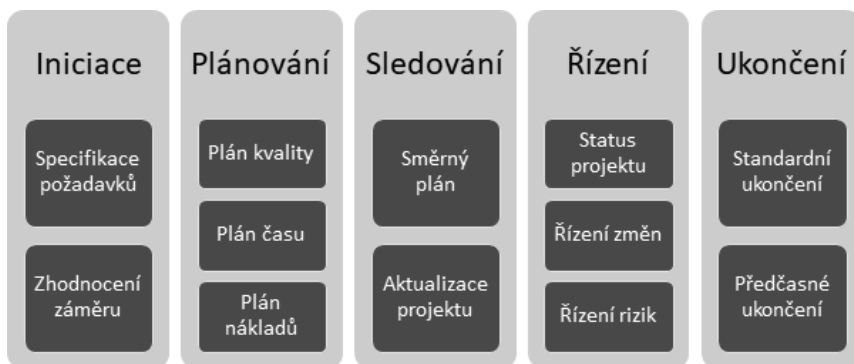 Iniciace
Specifikace
požadavků
Zhodnocení
záměru
Plánování
Plán kvality
Plán času
Plán
nákladů
Sledování
Směrný
plán
Aktualizace
projektu
Řízení
Status
projektu
Řízení změn
Řízení rizik
Ukončení
Standardní
ukončení
Předčasné
ukončení